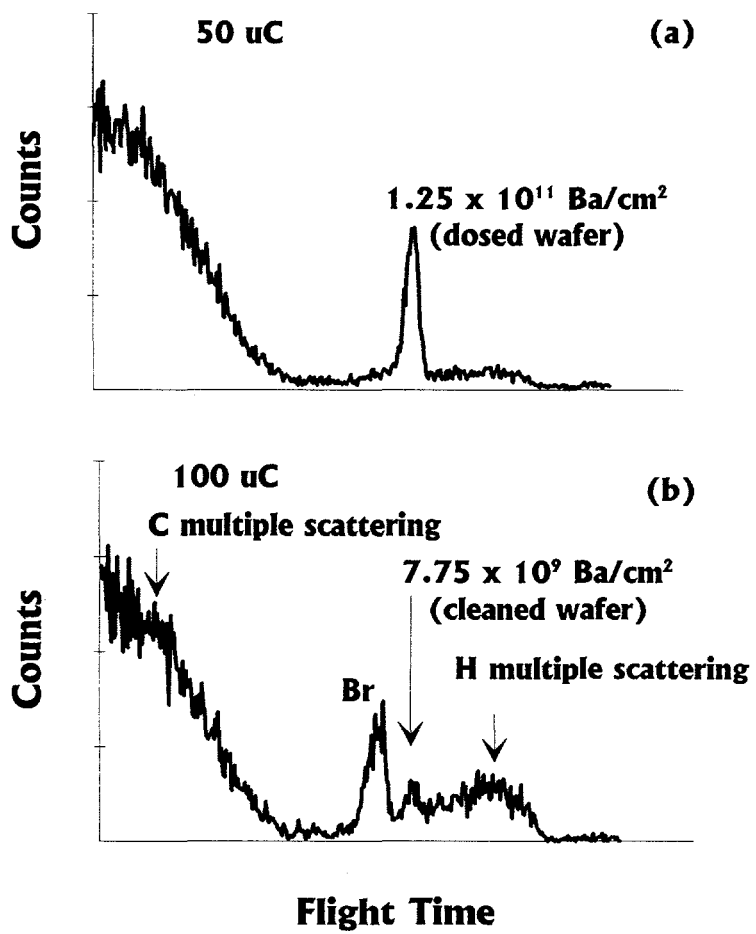 50 uC
(a)
Counts
1.25 x 10¹¹ Ba/cm²
(dosed wafer)
100 uC
(b)
C multiple scattering
7.75 x 10⁹ Ba/cm²
(cleaned wafer)
H multiple scattering
Br
Counts
Flight Time